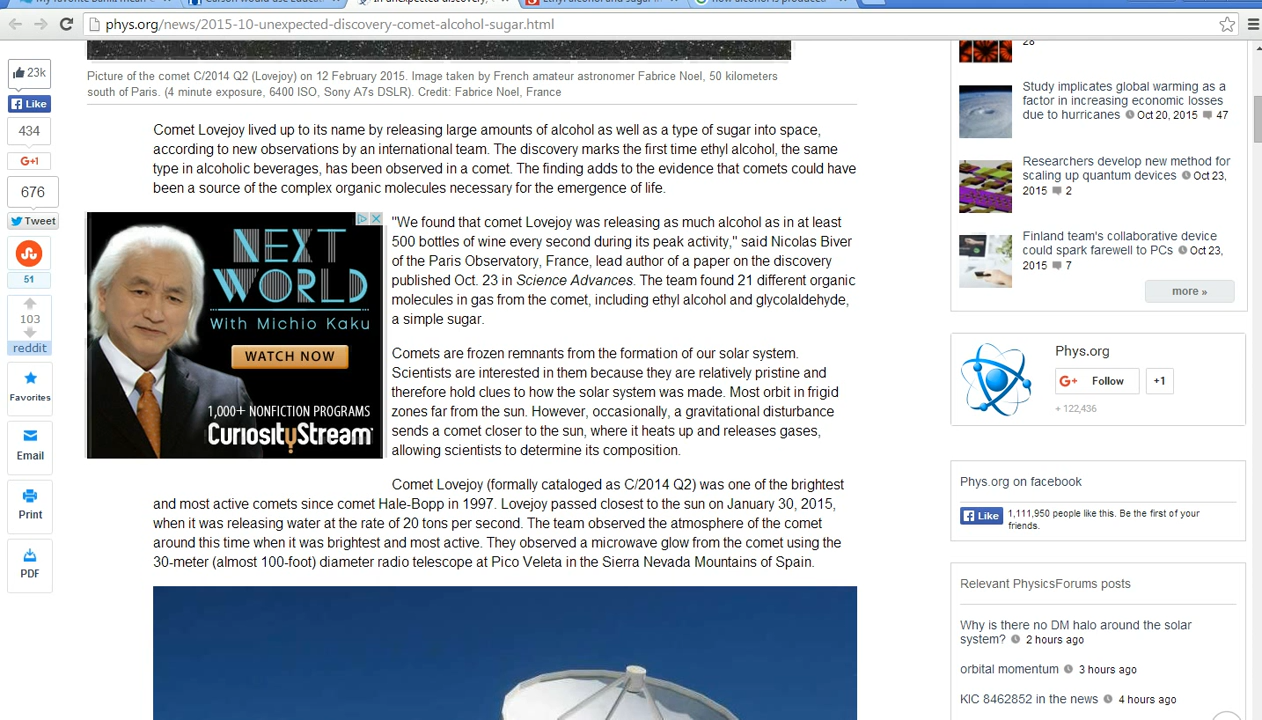 My favorite bands mean
Carson would use Educa
In unexpected discovery,
Ethyl alcohol and sugar i
how alcohol is produced
phys.org/news/2015-10-unexpected-discovery-comet-alcohol-sugar.html
Picture of the comet C/2014 Q2 (Lovejoy) on 12 February 2015. Image taken by French amateur astronomer Fabrice Noel, 50 kilometers
south of Paris. (4 minute exposure, 6400 ISO, Sony A7s DSLR). Credit: Fabrice Noel, France
23k
Like
434
G+1
676
Tweet
51
103
reddit
Favorites
Email
Print
PDF
Comet Lovejoy lived up to its name by releasing large amounts of alcohol as well as a type of sugar into space,
according to new observations by an international team. The discovery marks the first time ethyl alcohol, the same
type in alcoholic beverages, has been observed in a comet. The finding adds to the evidence that comets could have
been a source of the complex organic molecules necessary for the emergence of life.
NEXT
WORLD
With Michio Kaku
WATCH NOW
1,000+ NONFICTION PROGRAMS
CURIOSITYSTREAM
"We found that comet Lovejoy was releasing as much alcohol as in at least
500 bottles of wine every second during its peak activity," said Nicolas Biver
of the Paris Observatory, France, lead author of a paper on the discovery
published Oct. 23 in Science Advances. The team found 21 different organic
molecules in gas from the comet, including ethyl alcohol and glycolaldehyde,
a simple sugar.
Comets are frozen remnants from the formation of our solar system.
Scientists are interested in them because they are relatively pristine and
therefore hold clues to how the solar system was made. Most orbit in frigid
zones far from the sun. However, occasionally, a gravitational disturbance
sends a comet closer to the sun, where it heats up and releases gases,
allowing scientists to determine its composition.
Comet Lovejoy (formally cataloged as C/2014 Q2) was one of the brightest
and most active comets since comet Hale-Bopp in 1997. Lovejoy passed closest to the sun on January 30, 2015,
when it was releasing water at the rate of 20 tons per second. The team observed the atmosphere of the comet
around this time when it was brightest and most active. They observed a microwave glow from the comet using the
30-meter (almost 100-foot) diameter radio telescope at Pico Veleta in the Sierra Nevada Mountains of Spain.
28
Study implicates global warming as a
factor in increasing economic losses
due to hurricanes Oct 20, 2015 47
Researchers develop new method for
scaling up quantum devices Oct 23,
2015 2
Finland team's collaborative device
could spark farewell to PCs Oct 23,
2015 7
more »
Phys.org
G+ Follow +1
+ 122,436
Phys.org on facebook
Like 1,111,950 people like this. Be the first of your
friends.
Relevant PhysicsForums posts
Why is there no DM halo around the solar
system? 2 hours ago
orbital momentum 3 hours ago
KIC 8462852 in the news 4 hours ago